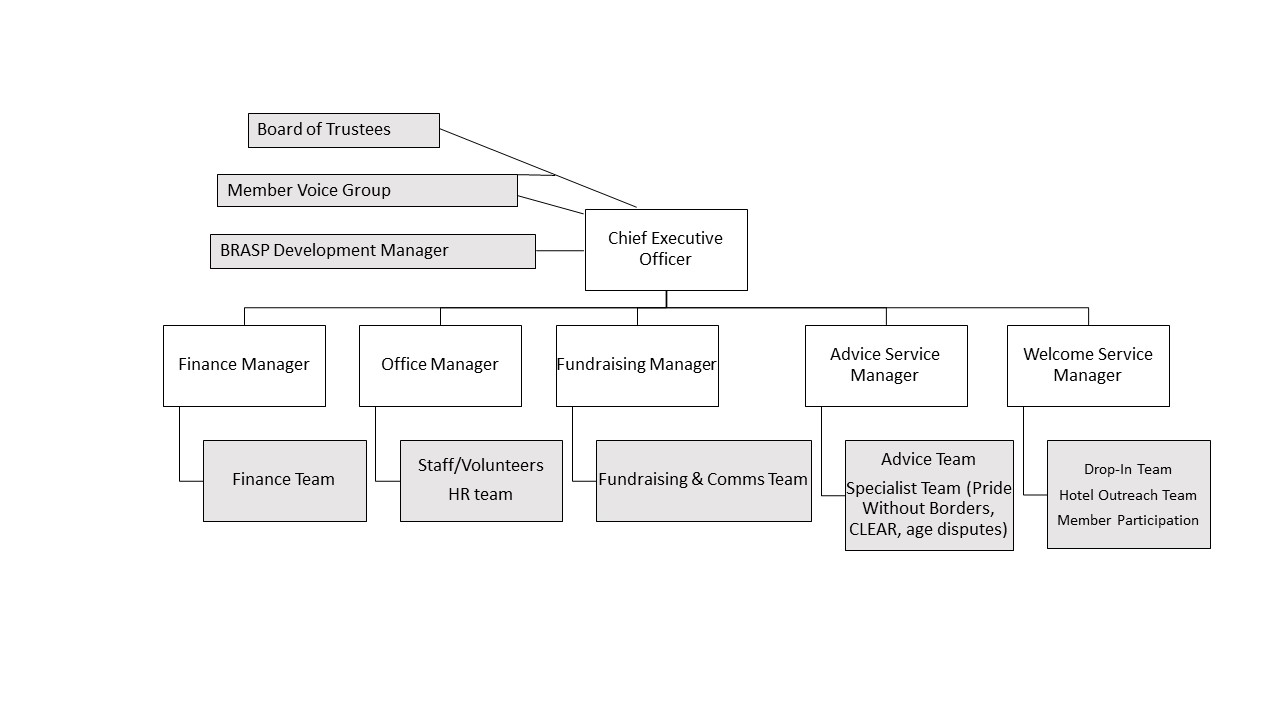 Board of Trustees
Member Voice Group
BRASP Development Manager
Chief Executive
Officer
Finance Manager
Office Manager
Fundraising Manager
Advice Service
Manager
Welcome Service
Manager
Finance Team
Staff/Volunteers
HR team
Fundraising & Comms Team
Advice Team
Specialist Team (Pride
Without Borders,
CLEAR, age disputes)
Drop-In Team
Hotel Outreach Team
Member Participation